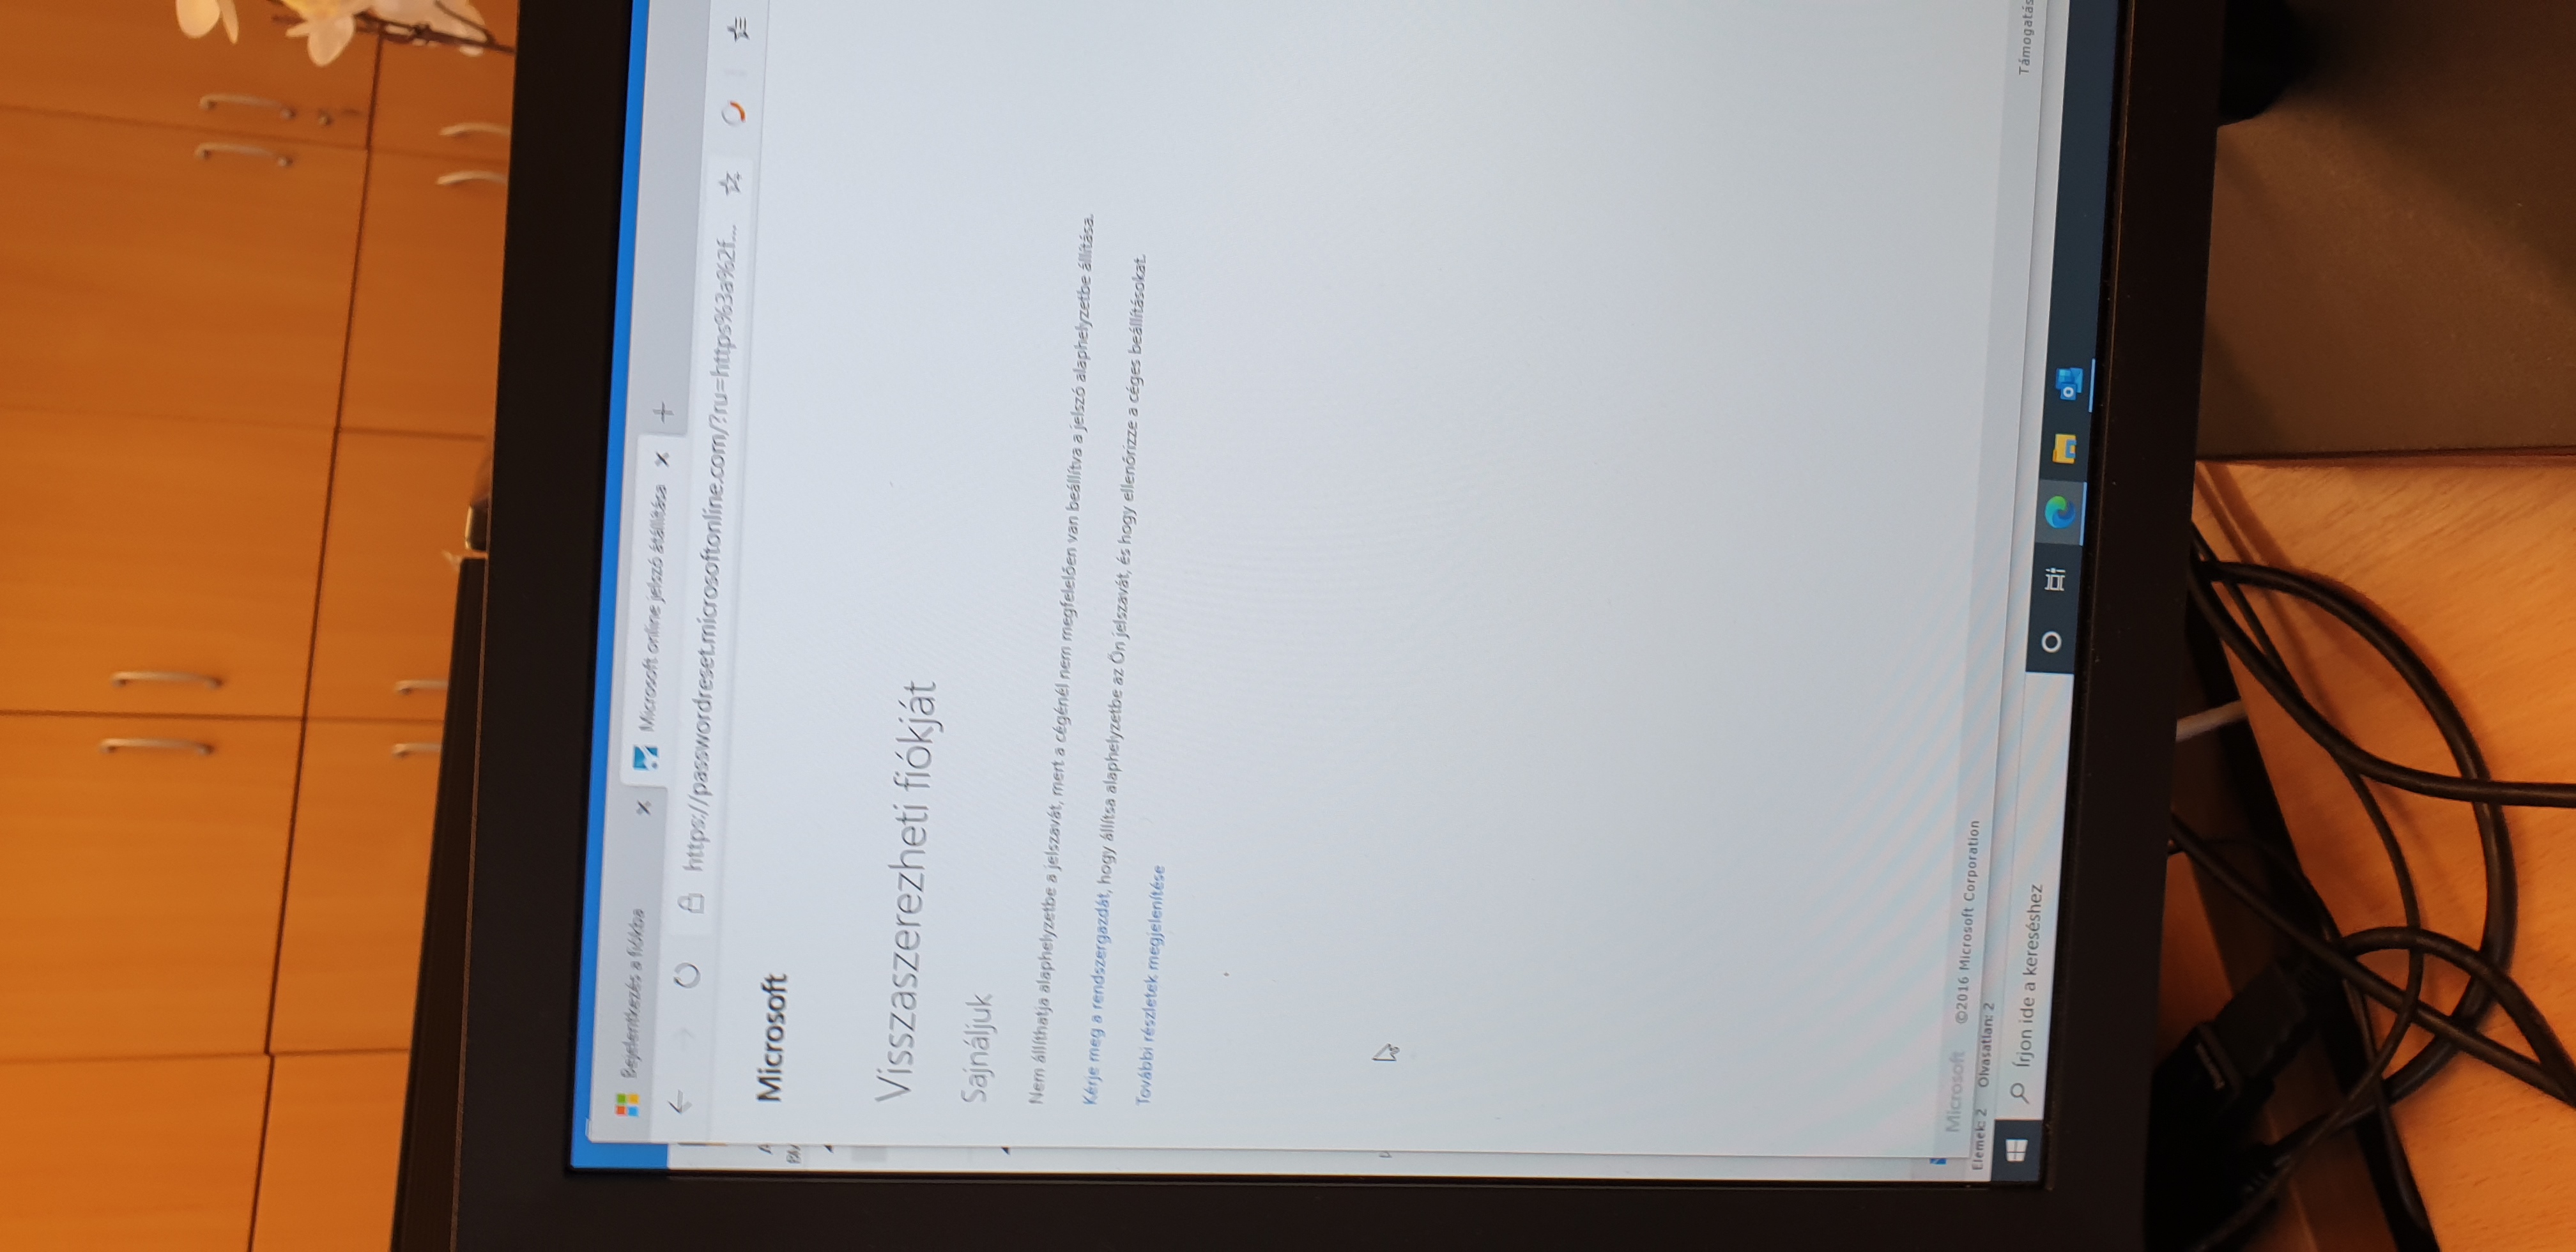 Bejelentkezés a fiókba
Microsoft online jelszó átállítása
https://passwordreset.microsoftonline.com/?ru=https%3a%2f...
Microsoft
Visszaszerezheti fiókját
Sajnáljuk
Nem állíthatja alaphelyzetbe a jelszavát, mert a cégénél nem megfelelően van beállítva a jelszó alaphelyzetbe állítása.
Kérje meg a rendszergazdát, hogy állítsa alaphelyzetbe az Ön jelszavát, és hogy ellenőrizze a céges beállításokat.
További részletek megjelenítése
Microsoft ©2016 Microsoft Corporation
Támogatás
Elemek: 2 Olvasatlan: 2
Írjon ide a kereséshez